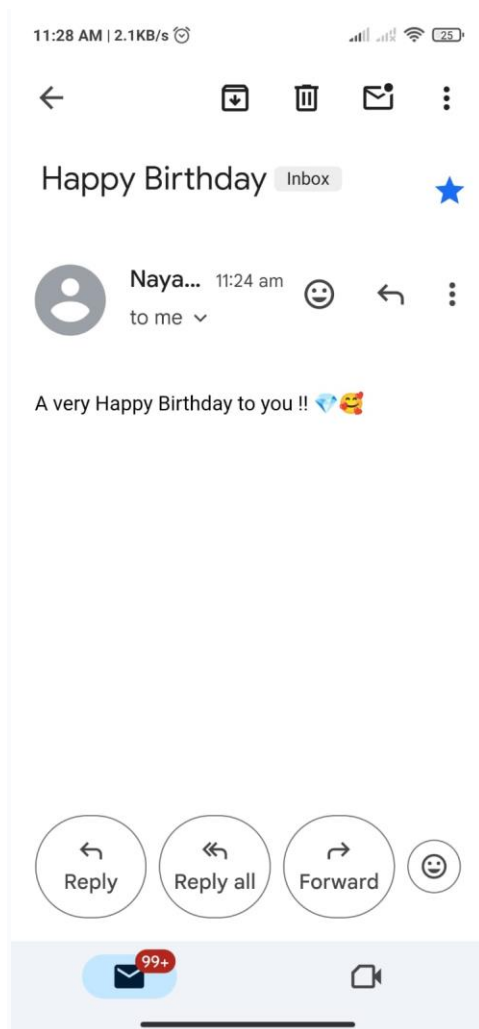 11:28 AM | 2.1KB/s
25
Happy Birthday Inbox
Naya... 11:24 am
to me
A very Happy Birthday to you !! 💎🥰
Reply Reply all Forward
99+